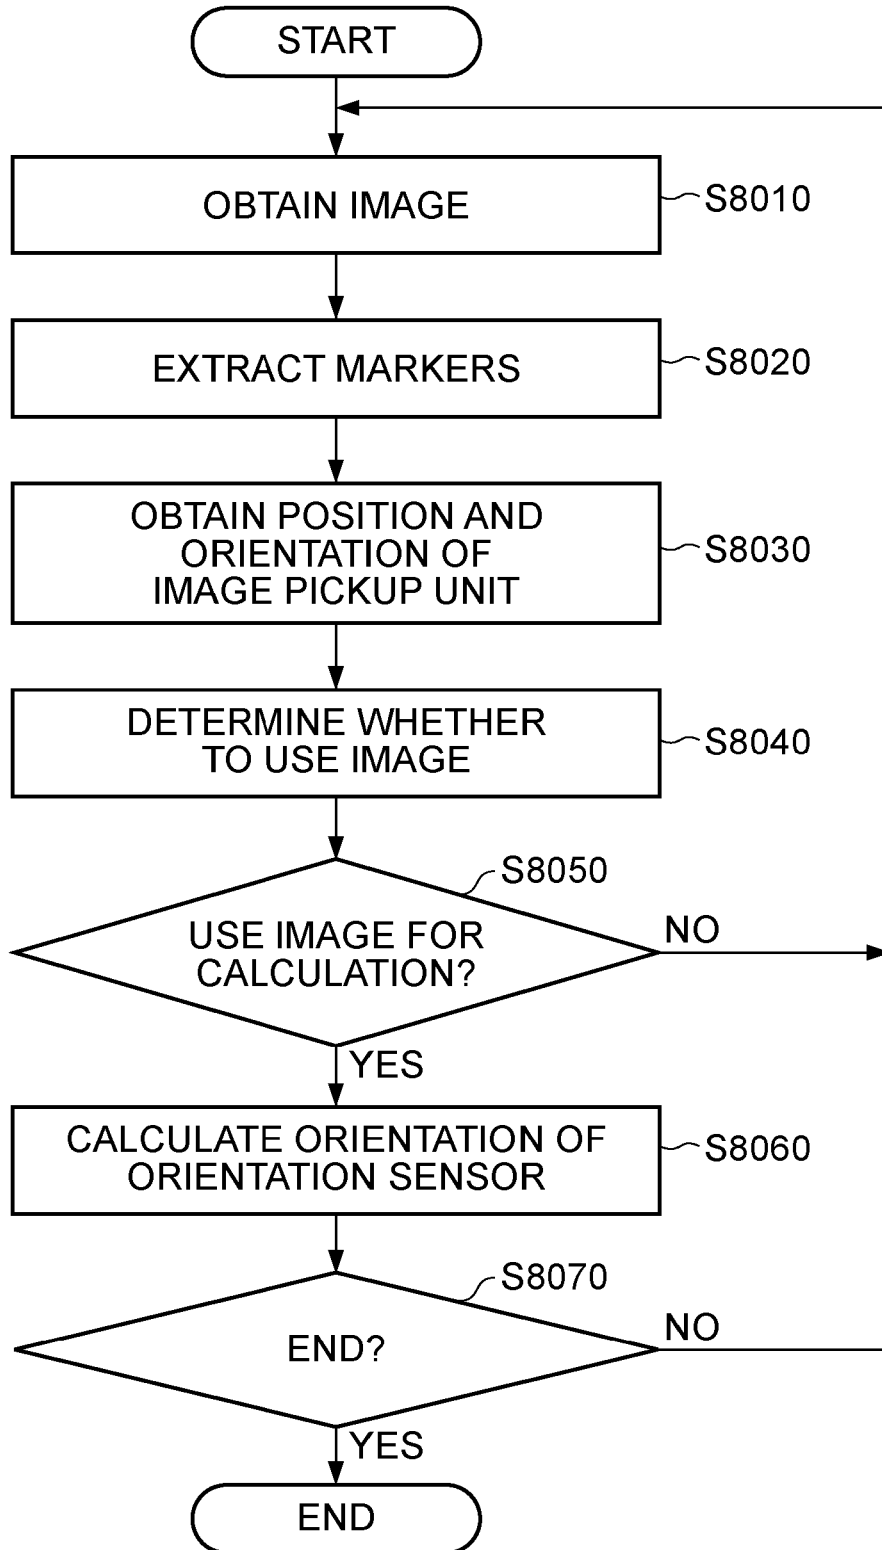 START
OBTAIN IMAGE
S8010
EXTRACT MARKERS
S8020
OBTAIN POSITION AND
ORIENTATION OF
IMAGE PICKUP UNIT
S8030
DETERMINE WHETHER
TO USE IMAGE
S8040
S8050
USE IMAGE FOR
CALCULATION?
NO
YES
CALCULATE ORIENTATION OF
ORIENTATION SENSOR
S8060
S8070
END?
NO
YES
END